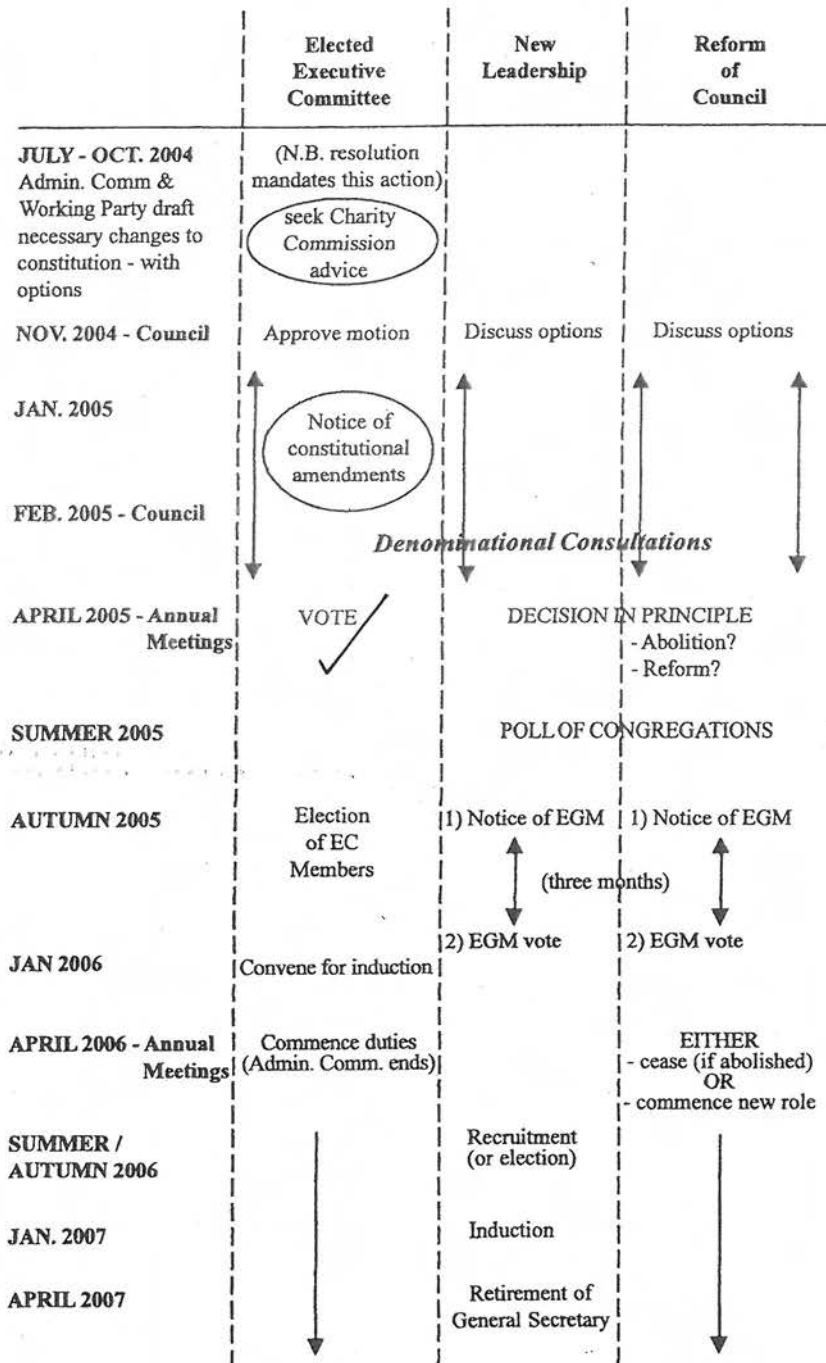 Elected
Executive
Committee
New
Leadership
Reform
of
Council
JULY - OCT. 2004
Admin. Comm &
Working Party draft
necessary changes to
constitution - with
options
(N.B. resolution
mandates this action)
seek Charity
Commission
advice
NOV. 2004 - Council
Approve motion
Discuss options
Discuss options
JAN. 2005
Notice of
constitutional
amendments
FEB. 2005 - Council
Denominational Consultations
APRIL 2005 - Annual
Meetings
VOTE
DECISION IN PRINCIPLE
- Abolition?
- Reform?
SUMMER 2005
POLL OF CONGREGATIONS
AUTUMN 2005
Election
of EC
Members
1) Notice of EGM
1) Notice of EGM
(three months)
2) EGM vote
2) EGM vote
JAN 2006
Convene for induction
APRIL 2006 - Annual
Meetings
Commence duties
(Admin. Comm. ends)
EITHER
- cease (if abolished)
OR
- commence new role
SUMMER /
AUTUMN 2006
Recruitment
(or election)
JAN. 2007
Induction
APRIL 2007
Retirement of
General Secretary